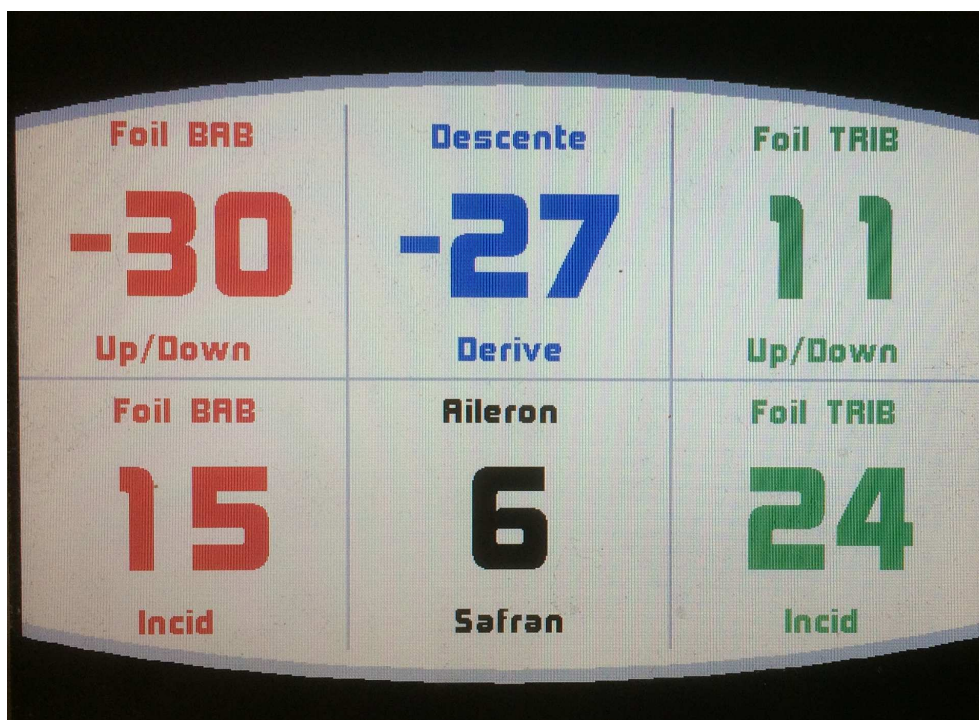 Foil BAB
-30
Up/Down
Descente
-27
Derive
Foil TRIB
11
Up/Down
Foil BAB
15
Incid
Aileron
6
Safran
Foil TRIB
24
Incid